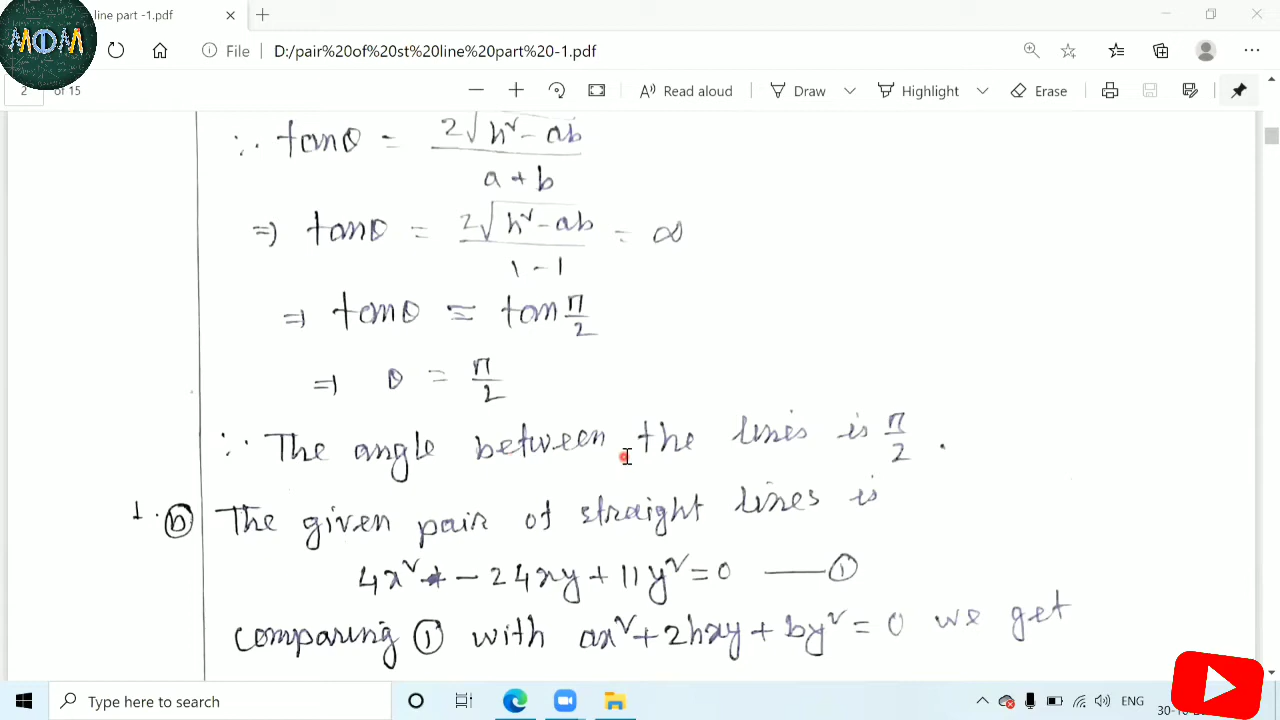 line part -1.pdf
MOM
File D:/pair%20of%20st%20line%20part%20-1.pdf
2 of 15 Read aloud Draw Highlight Erase
∵ tanθ = 2√h²-ab / a+b
⇒ tanθ = 2√h²-ab / 1-1 = ∞
⇒ tanθ = tan π/2
⇒ θ = π/2
∵ The angle between the lines is π/2 .
1. ⓑ The given pair of straight lines is
4x² - 24xy + 11y² = 0 —— ①
comparing ① with ax² + 2hxy + by² = 0 we get
Type here to search ENG